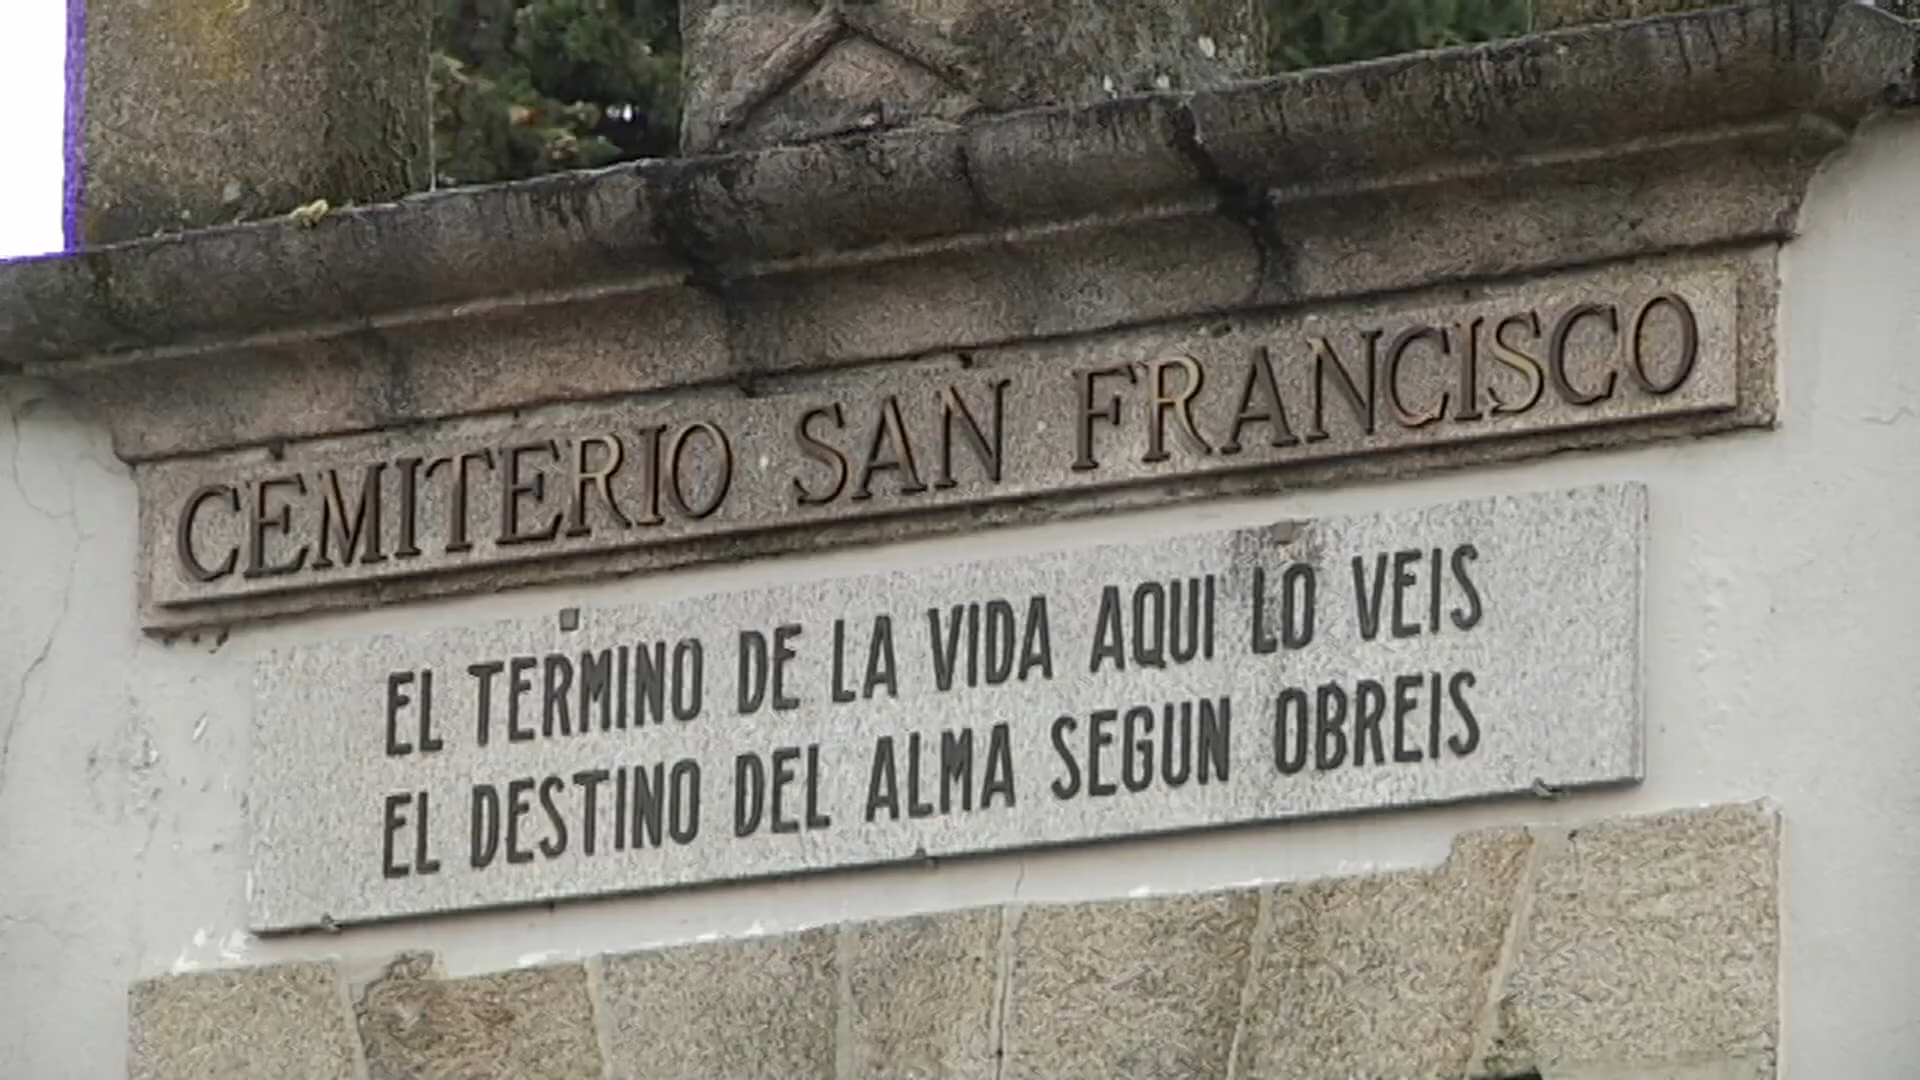 CEMITERIO SAN FRANCISCO
EL TERMINO DE LA VIDA AQUI LO VEIS
EL DESTINO DEL ALMA SEGUN OBREIS